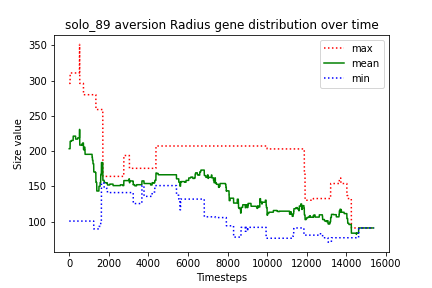 solo_89 aversion Radius gene distribution over time
350
300
250
200
150
100
Size value
max
mean
min
0 2000 4000 6000 8000 10000 12000 14000 16000
Timesteps